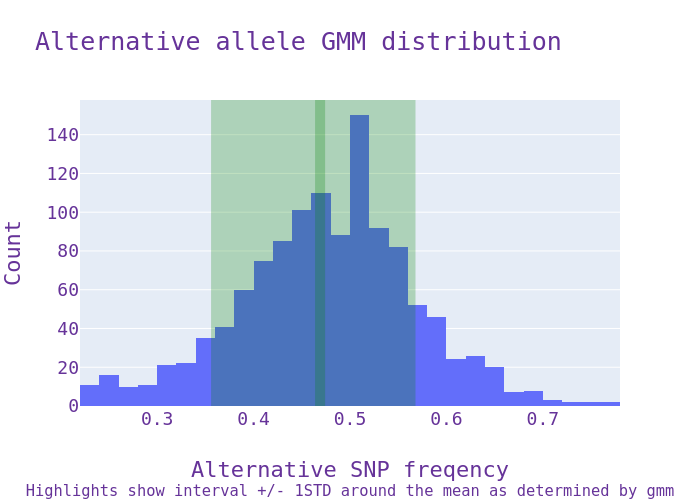 Alternative allele GMM distribution
Count
140
120
100
80
60
40
20
0
0.3 0.4 0.5 0.6 0.7
Alternative SNP freqency
Highlights show interval +/- 1STD around the mean as determined by gmm